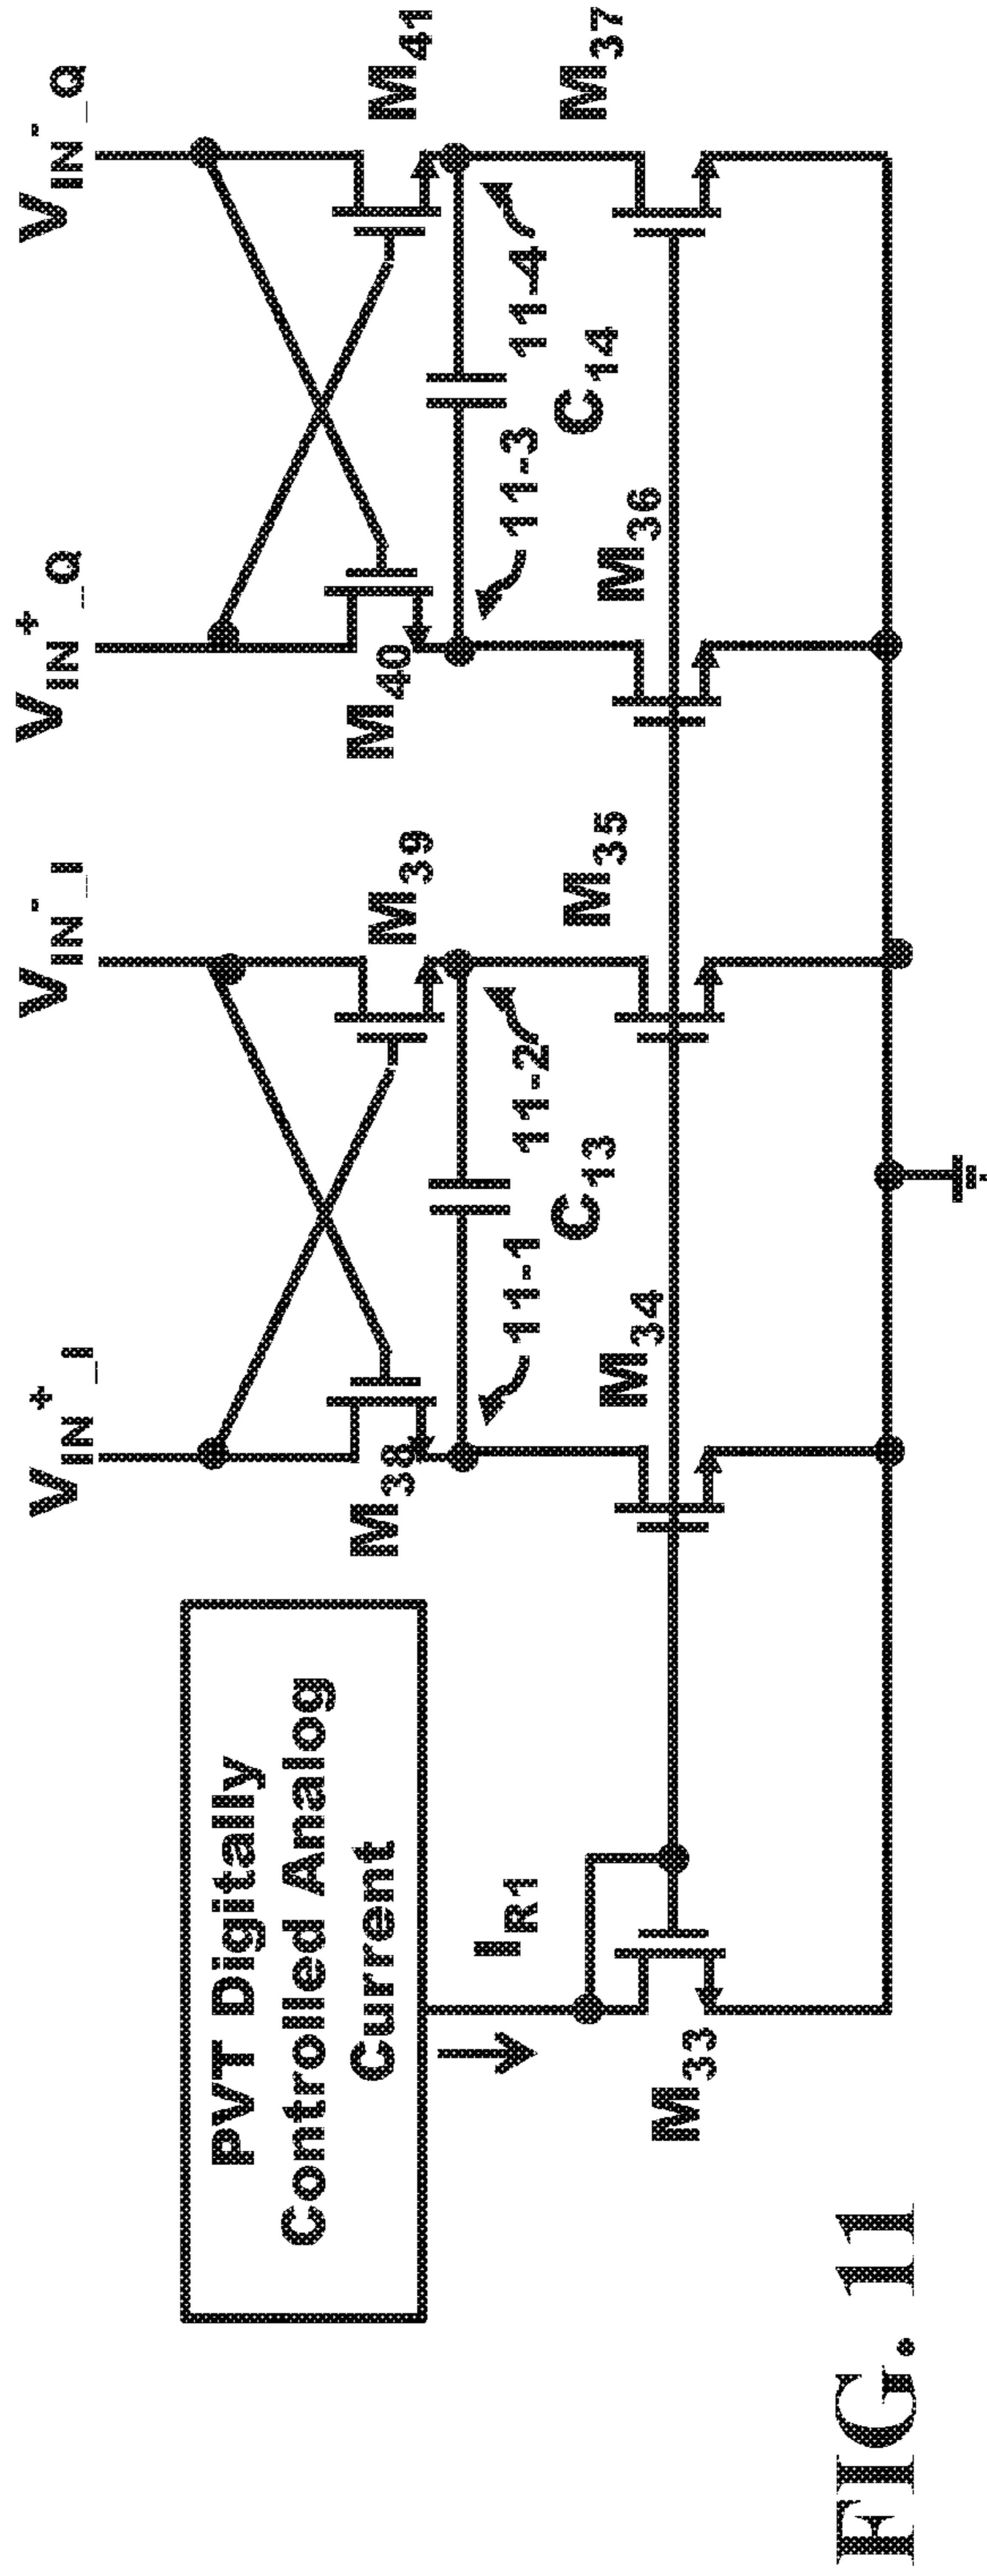 V_IN^+_I
V_IN^-_I
V_IN^+_Q
V_IN^-_Q
PVT Digitally
Controlled Analog
Current
M38
M39
M40
M41
11-1
11-2
11-3
11-4
C13
C14
I_R1
M33
M34
M35
M36
M37
FIG. 11